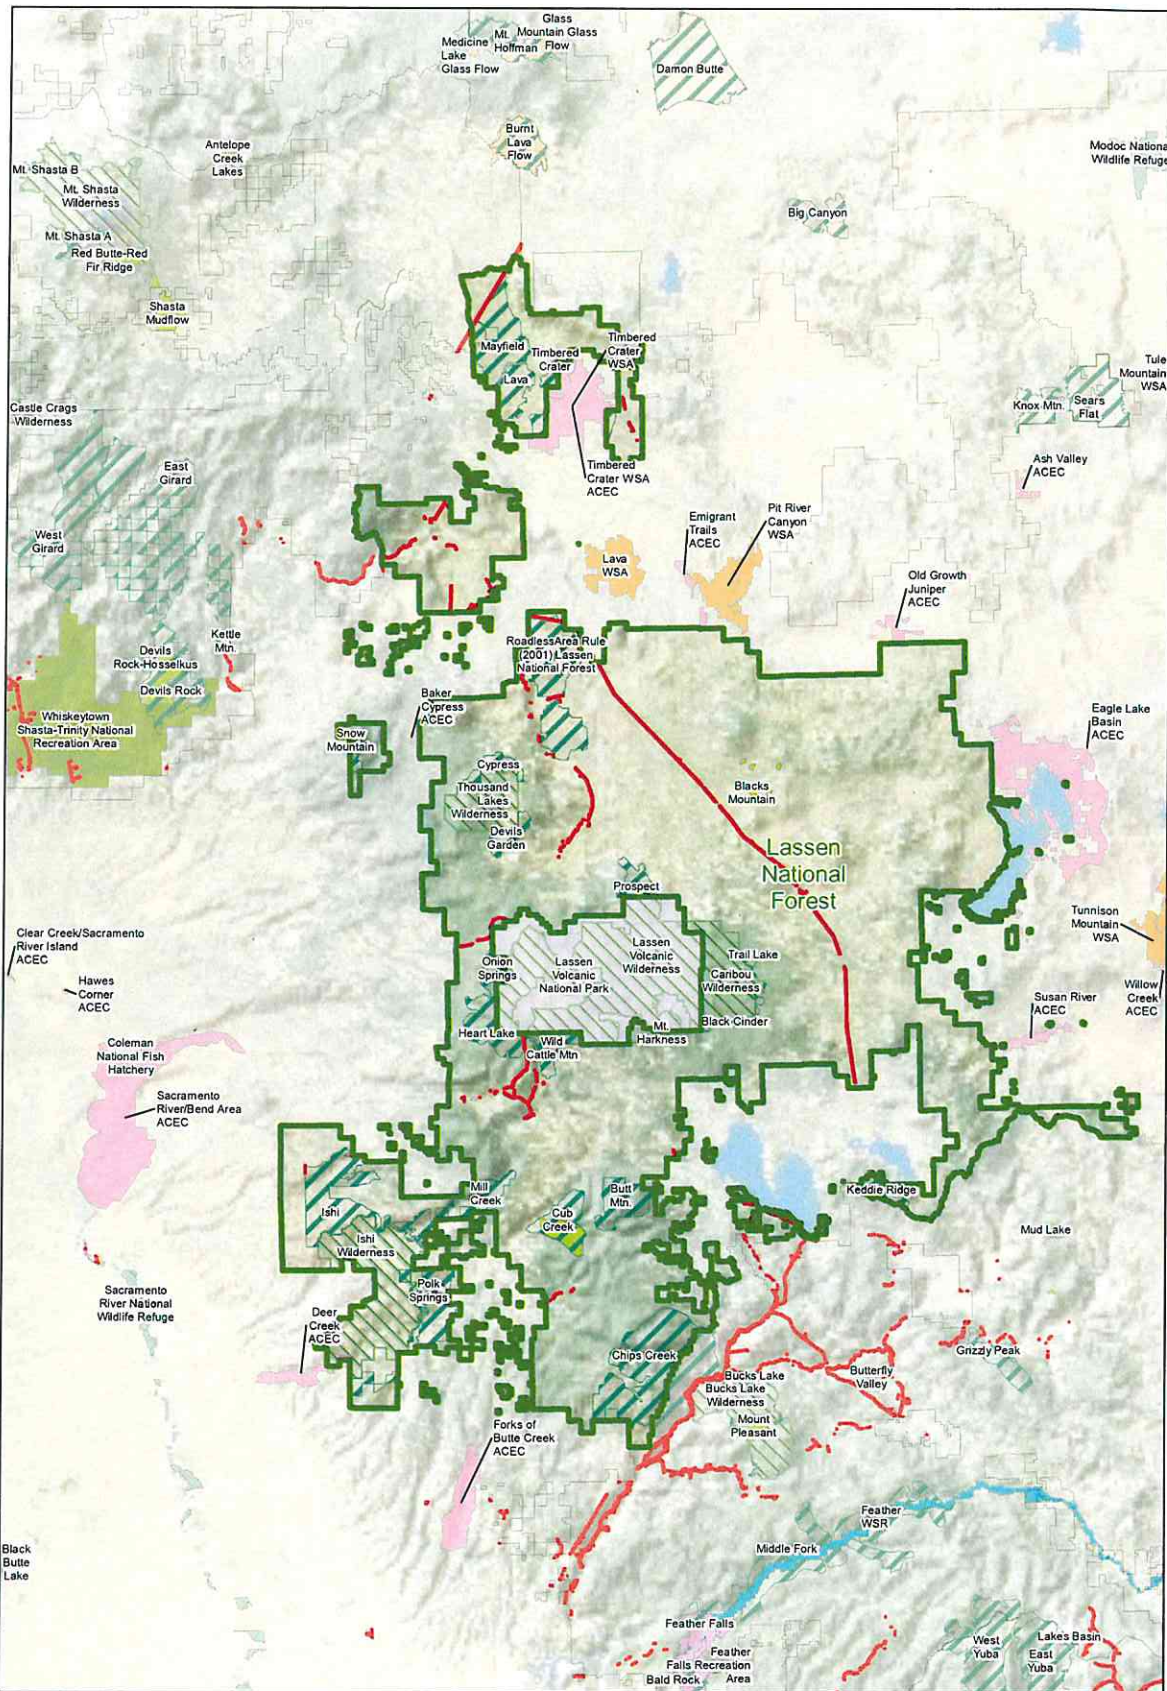 Glass
Mountain Glass
Flow
Mt.
Hoffman
Medicine
Lake
Glass Flow
Damon Butte
Burnt
Lava
Flow
Antelope
Creek
Lakes
Modoc Nationa
Wildlife Refuge
Mt. Shasta B
Mt. Shasta
Wilderness
Big Canyon
Mt. Shasta A
Red Butte-Red
Fir Ridge
Shasta
Mudflow
Mayfield
Timbered
Crater
Timbered
Crater
WSA
Lava
Tule
Mountain
WSA
Knox Mtn.
Sears
Flat
Castle Crags
Wilderness
East
Girard
Timbered
Crater WSA
ACEC
Ash Valley
ACEC
West
Girard
Emigrant
Trails
ACEC
Pit River
Canyon
WSA
Lava
WSA
Old Growth
Juniper
ACEC
Kettle
Mtn.
Devils
Rock-Hosselkus
Devils Rock
RoadlessArea Rule
(2001) Lassen
National Forest
Baker
Cypress
ACEC
Whiskeytown
Shasta-Trinity National
Recreation Area
Snow
Mountain
Eagle Lake
Basin
ACEC
Cypress
Thousand
Lakes
Wilderness
Devils
Garden
Blacks
Mountain
Lassen
National
Forest
Prospect
Clear Creek/Sacramento
River Island
ACEC
Hawes
Corner
ACEC
Tunnison
Mountain
WSA
Onion
Springs
Lassen
Volcanic
National Park
Lassen
Volcanic
Wilderness
Trail Lake
Caribou
Wilderness
Black Cinder
Mt.
Harkness
Susan River
ACEC
Willow
Creek
ACEC
Heart Lake
Wild
Cattle Mtn
Coleman
National Fish
Hatchery
Sacramento
River/Bend Area
ACEC
Mill
Creek
Butt
Mtn.
Keddie Ridge
Ishi
Ishi
Wilderness
Cub
Creek
Mud Lake
Sacramento
River National
Wildlife Refuge
Polk
Springs
Deer
Creek
ACEC
Chips Creek
Grizzly Peak
Butterfly
Valley
Bucks Lake
Bucks Lake
Wilderness
Mount
Pleasant
Forks of
Butte Creek
ACEC
Feather
WSR
Middle Fork
Black
Butte
Lake
Feather Falls
Feather
Falls Recreation
Area
Bald Rock
West
Yuba
East
Yuba
Lakes Basin